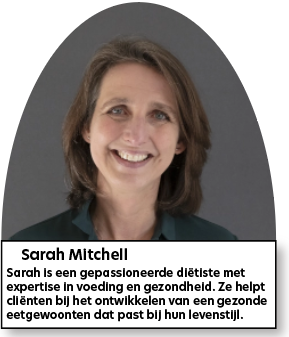 Sarah Mitchell
Sarah is een gepassioneerde diëtiste met
expertise in voeding en gezondheid. Ze helpt
cliënten bij het ontwikkelen van een gezonde
eetgewoonten dat past bij hun levenstijl.